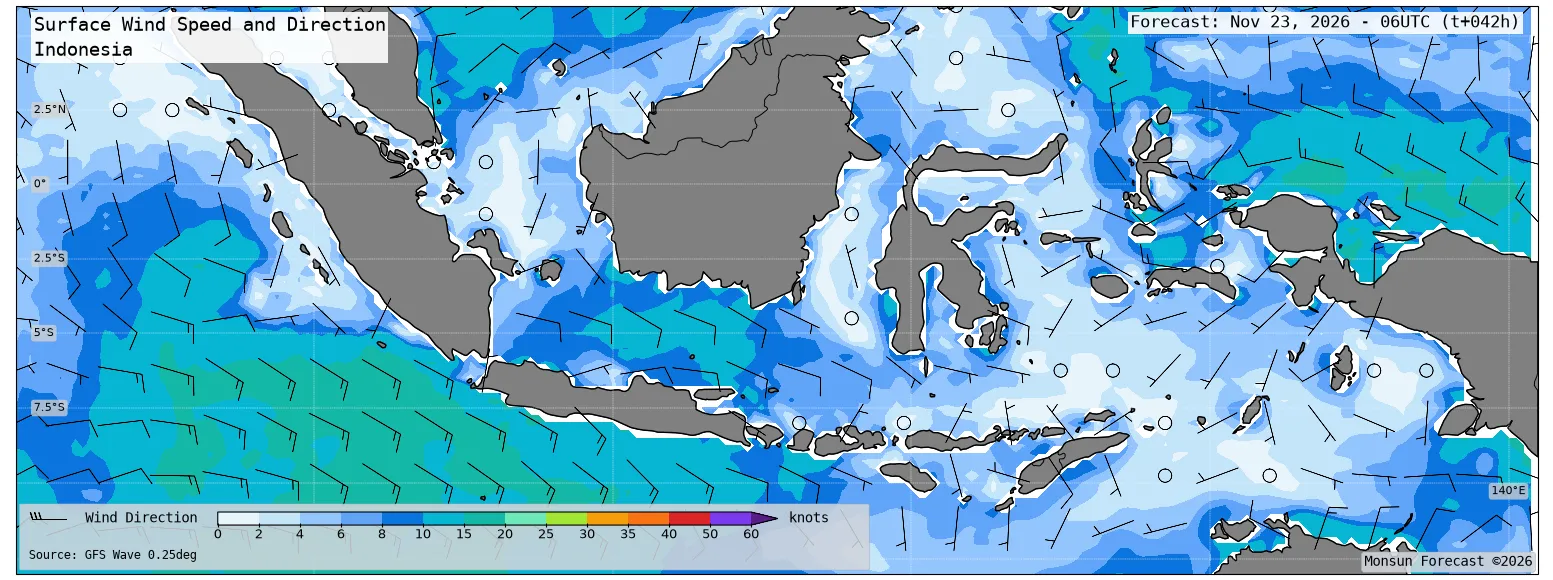 Surface Wind Speed and Direction
Indonesia
Forecast: Nov 23, 2026 - 06UTC (t+042h)
2.5°N
0°
2.5°S
5°S
7.5°S
140°E
Wind Direction
0 2 4 6 8 10 15 20 25 30 35 40 50 60
knots
Source: GFS Wave 0.25deg
Monsun Forecast ©2026